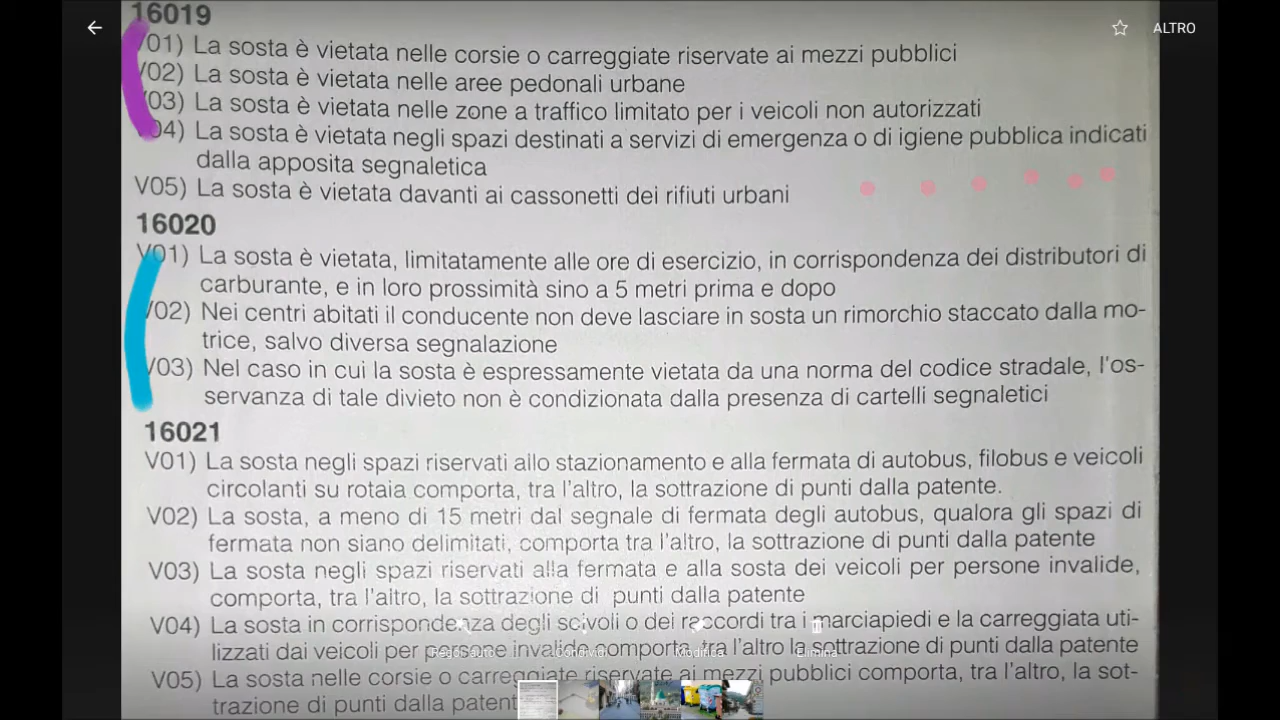 16019
ALTRO
V01) La sosta è vietata nelle corsie o carreggiate riservate ai mezzi pubblici
V02) La sosta è vietata nelle aree pedonali urbane
V03) La sosta è vietata nelle zone a traffico limitato per i veicoli non autorizzati
V04) La sosta è vietata negli spazi destinati a servizi di emergenza o di igiene pubblica indicati
dalla apposita segnaletica
V05) La sosta è vietata davanti ai cassonetti dei rifiuti urbani
16020
V01) La sosta è vietata, limitatamente alle ore di esercizio, in corrispondenza dei distributori di
carburante, e in loro prossimità sino a 5 metri prima e dopo
V02) Nei centri abitati il conducente non deve lasciare in sosta un rimorchio staccato dalla mo-
trice, salvo diversa segnalazione
V03) Nel caso in cui la sosta è espressamente vietata da una norma del codice stradale, l'os-
servanza di tale divieto non è condizionata dalla presenza di cartelli segnaletici
16021
V01) La sosta negli spazi riservati allo stazionamento e alla fermata di autobus, filobus e veicoli
circolanti su rotaia comporta, tra l'altro, la sottrazione di punti dalla patente.
V02) La sosta, a meno di 15 metri dal segnale di fermata degli autobus, qualora gli spazi di
fermata non siano delimitati, comporta tra l'altro, la sottrazione di punti dalla patente
V03) La sosta negli spazi riservati alla fermata e alla sosta dei veicoli per persone invalide,
comporta, tra l'altro, la sottrazione di punti dalla patente
V04) La sosta in corrispondenza degli scivoli o dei raccordi tra i marciapiedi e la carreggiata uti-
lizzati dai veicoli per persone invalide comporta, tra l'altro la sottrazione di punti dalla patente
Condividi Modifica Elimina
V05) La sosta nelle corsie o carreggiate riservate ai mezzi pubblici comporta, tra l'altro, la sot-
trazione di punti dalla patent